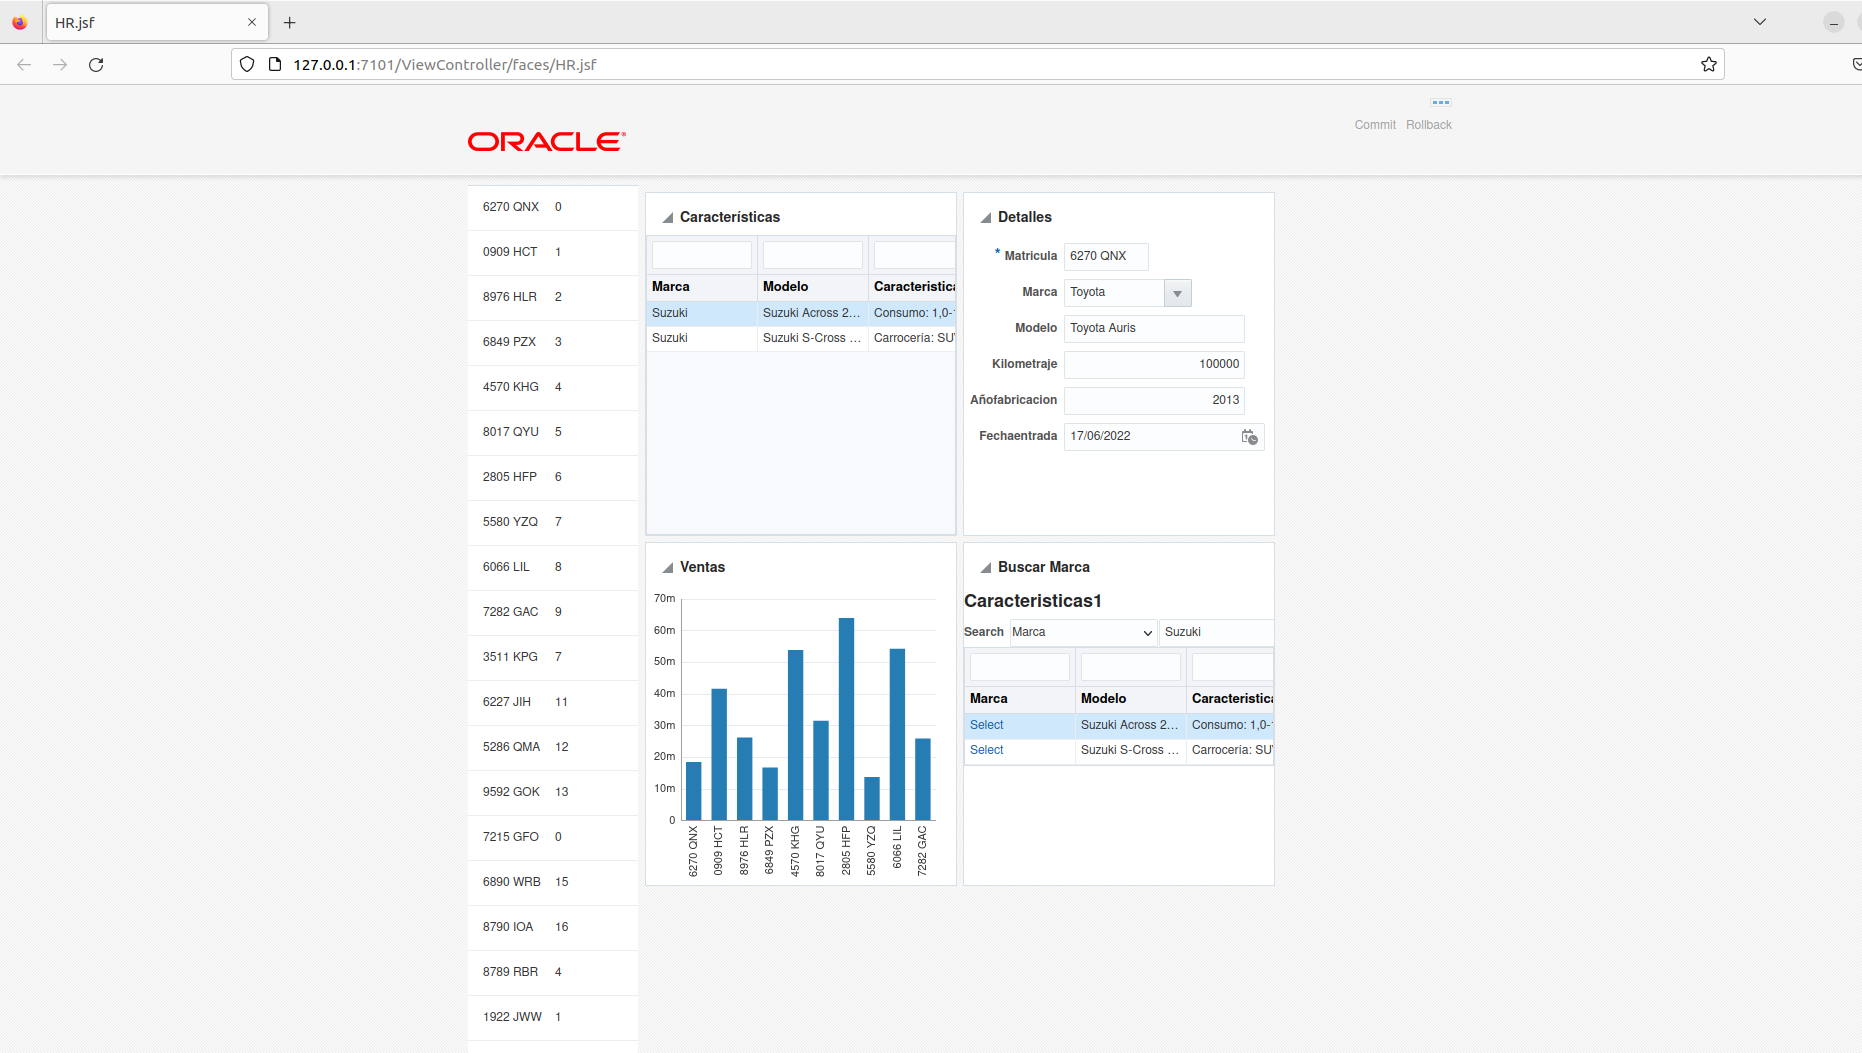 HR.jsf
127.0.0.1:7101/ViewController/faces/HR.jsf
ORACLE
Commit Rollback
6270 QNX 0
0909 HCT 1
8976 HLR 2
6849 PZX 3
4570 KHG 4
8017 QYU 5
2805 HFP 6
5580 YZQ 7
6066 LIL 8
7282 GAC 9
3511 KPG 7
6227 JIH 11
5286 QMA 12
9592 GOK 13
7215 GFO 0
6890 WRB 15
8790 IOA 16
8789 RBR 4
1922 JWW 1
Características
Marca Modelo Caracteristica
Suzuki Suzuki Across 2... Consumo: 1,0-
Suzuki Suzuki S-Cross ... Carrocería: SU
Detalles
* Matricula 6270 QNX
Marca Toyota
Modelo Toyota Auris
Kilometraje 100000
Añofabricacion 2013
Fechaentrada 17/06/2022
Ventas
70m
60m
50m
40m
30m
20m
10m
0
6270 QNX
0909 HCT
8976 HLR
6849 PZX
4570 KHG
8017 QYU
2805 HFP
5580 YZQ
6066 LIL
7282 GAC
Buscar Marca
Caracteristicas1
Search Marca Suzuki
Marca Modelo Caracteristica
Select Suzuki Across 2... Consumo: 1,0-
Select Suzuki S-Cross ... Carrocería: SU